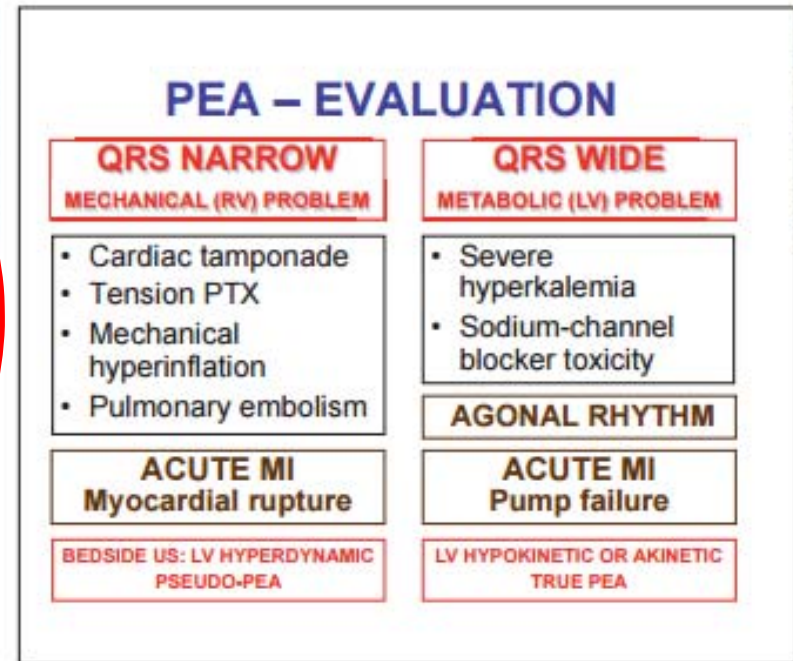 PEA – EVALUATION
QRS NARROW
MECHANICAL (RV) PROBLEM
• Cardiac tamponade
• Tension PTX
• Mechanical
hyperinflation
• Pulmonary embolism
ACUTE MI
Myocardial rupture
BEDSIDE US: LV HYPERDYNAMIC
PSEUDO-PEA
QRS WIDE
METABOLIC (LV) PROBLEM
• Severe
hyperkalemia
• Sodium-channel
blocker toxicity
AGONAL RHYTHM
ACUTE MI
Pump failure
LV HYPOKINETIC OR AKINETIC
TRUE PEA